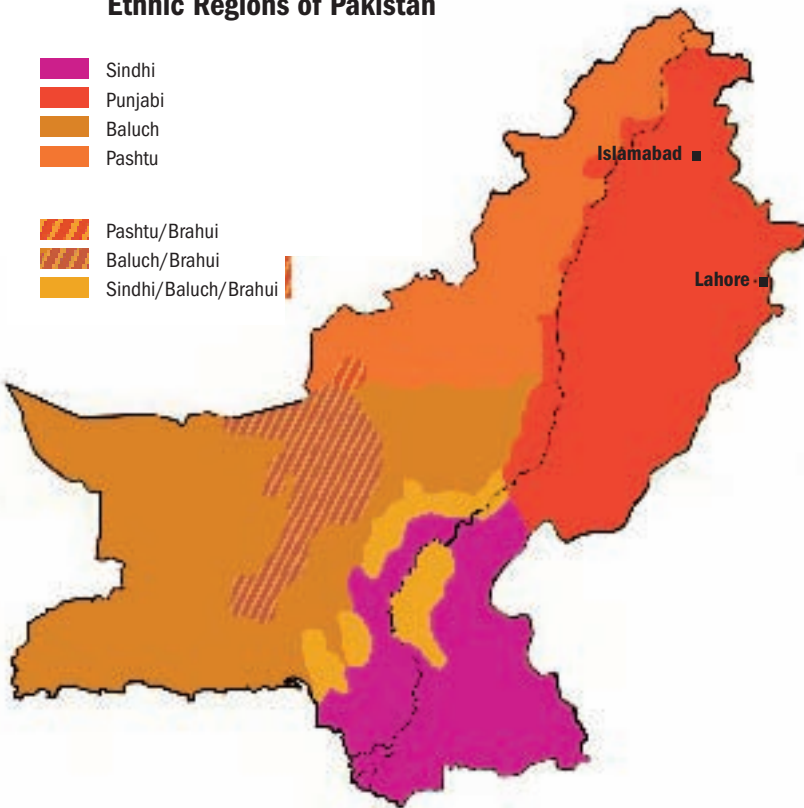 Ethnic Regions of Pakistan
Sindhi
Punjabi
Baluch
Pashtu
Pashtu/Brahui
Baluch/Brahui
Sindhi/Baluch/Brahui
Islamabad
Lahore